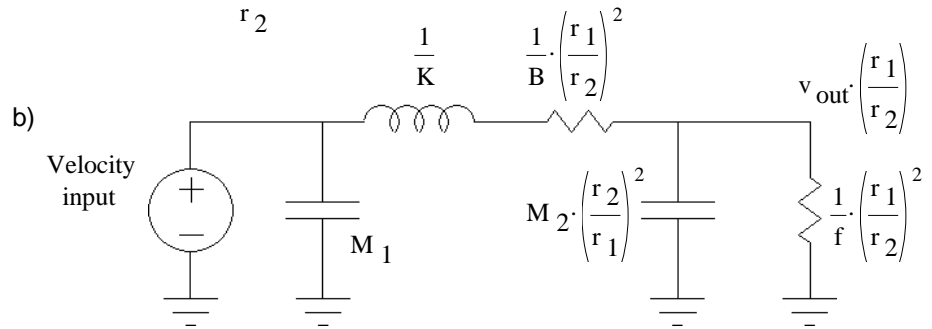 r 2
1/K
1/B · (r 1 / r 2)^2
v out · (r 1 / r 2)
b)
Velocity
input
+
−
M 1
M 2 · (r 2 / r 1)^2
1/f · (r 1 / r 2)^2